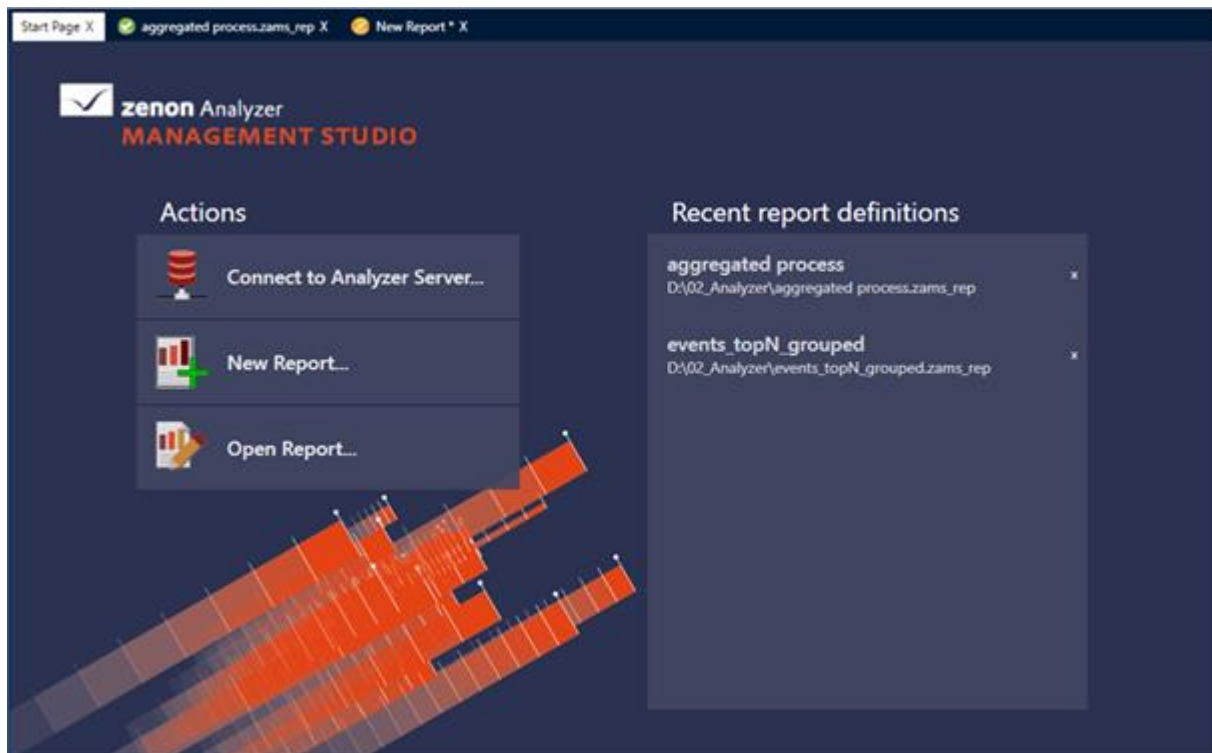 Start Page X
aggregated process.zams_rep X
New Report * X
zenon Analyzer
MANAGEMENT STUDIO
Actions
Connect to Analyzer Server...
New Report...
Open Report...
Recent report definitions
aggregated process
D:\02_Analyzer\aggregated process.zams_rep
x
events_topN_grouped
D:\02_Analyzer\events_topN_grouped.zams_rep
x